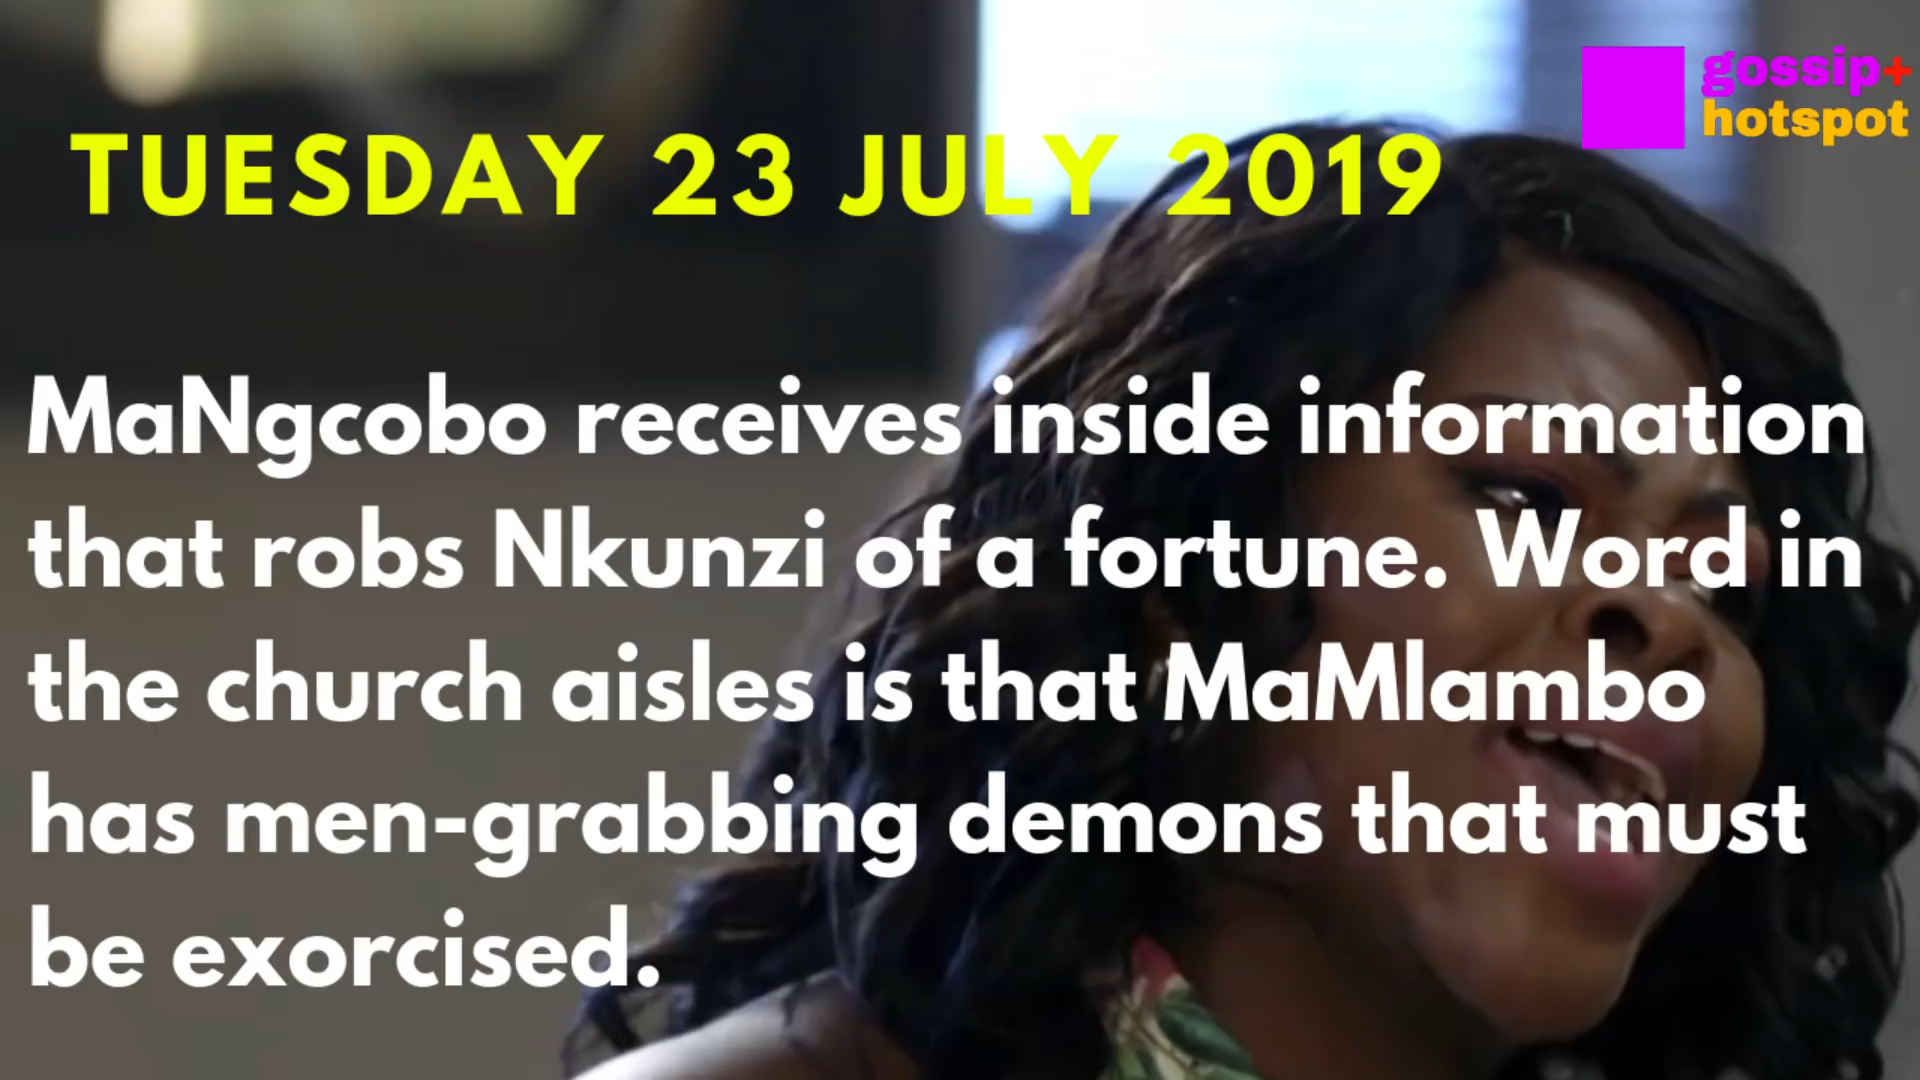 gossip+
hotspot
TUESDAY 23 JULY 2019
MaNgcobo receives inside information
that robs Nkunzi of a fortune. Word in
the church aisles is that MaMlambo
has men-grabbing demons that must
be exorcised.